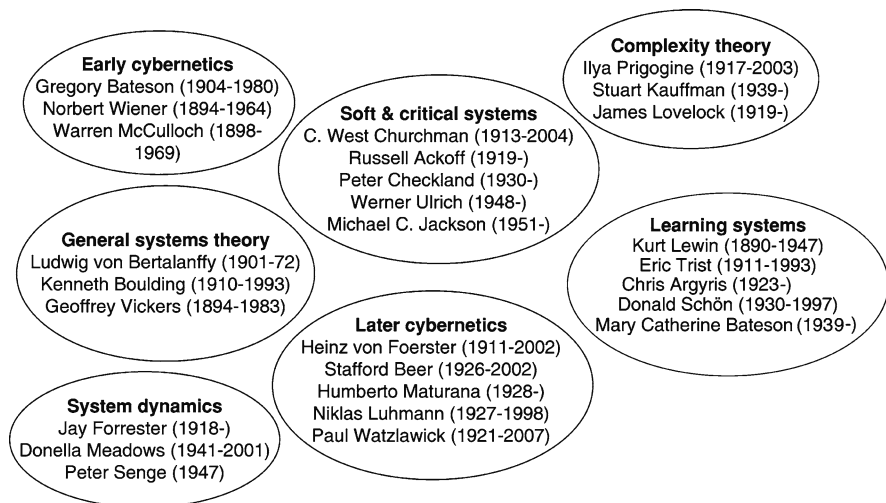 Early cybernetics
Gregory Bateson (1904-1980)
Norbert Wiener (1894-1964)
Warren McCulloch (1898-
1969)
Soft & critical systems
C. West Churchman (1913-2004)
Russell Ackoff (1919-)
Peter Checkland (1930-)
Werner Ulrich (1948-)
Michael C. Jackson (1951-)
Complexity theory
Ilya Prigogine (1917-2003)
Stuart Kauffman (1939-)
James Lovelock (1919-)
General systems theory
Ludwig von Bertalanffy (1901-72)
Kenneth Boulding (1910-1993)
Geoffrey Vickers (1894-1983)
Learning systems
Kurt Lewin (1890-1947)
Eric Trist (1911-1993)
Chris Argyris (1923-)
Donald Schön (1930-1997)
Mary Catherine Bateson (1939-)
Later cybernetics
Heinz von Foerster (1911-2002)
Stafford Beer (1926-2002)
Humberto Maturana (1928-)
Niklas Luhmann (1927-1998)
Paul Watzlawick (1921-2007)
System dynamics
Jay Forrester (1918-)
Donella Meadows (1941-2001)
Peter Senge (1947)